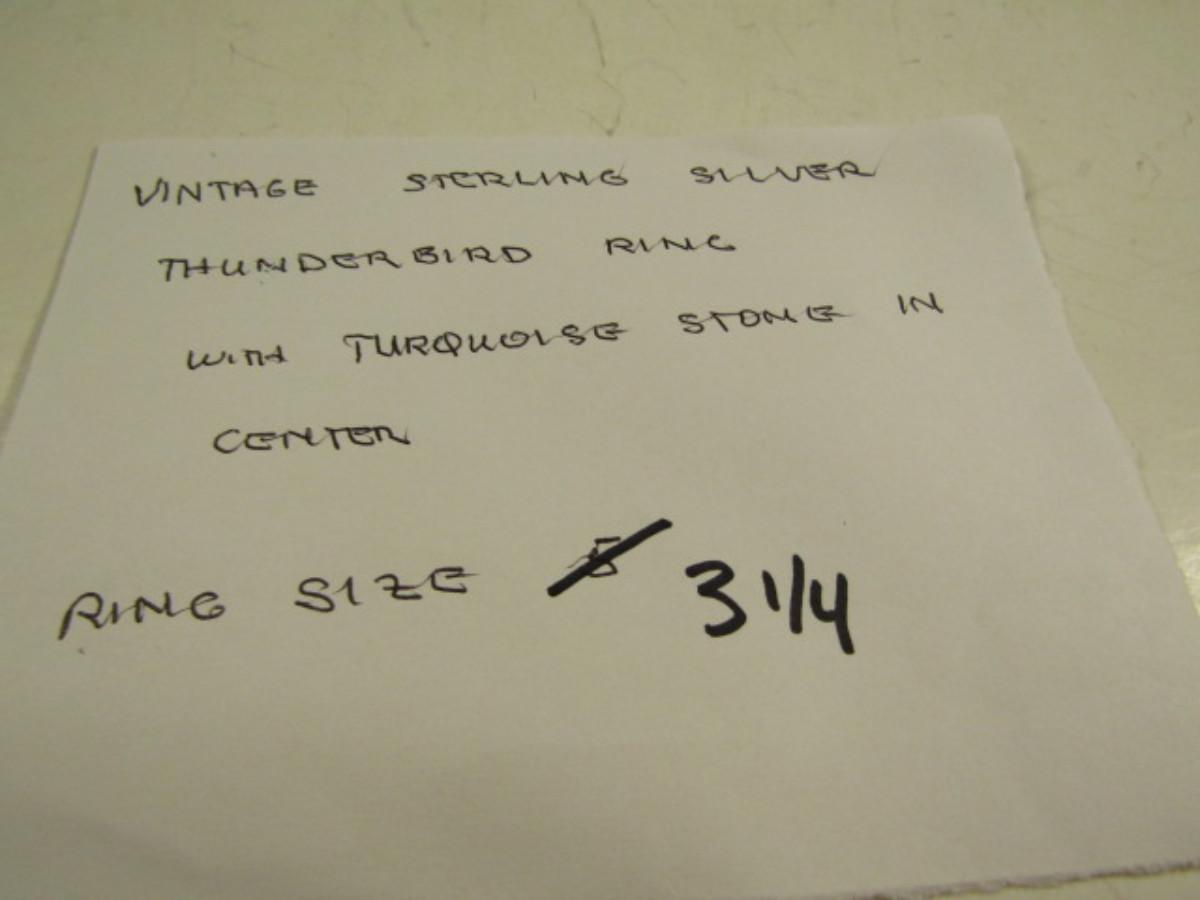 VINTAGE STERLING SILVER
THUNDERBIRD RING
WITH TURQUOISE STONE IN
CENTER
RING SIZE 3 1/4